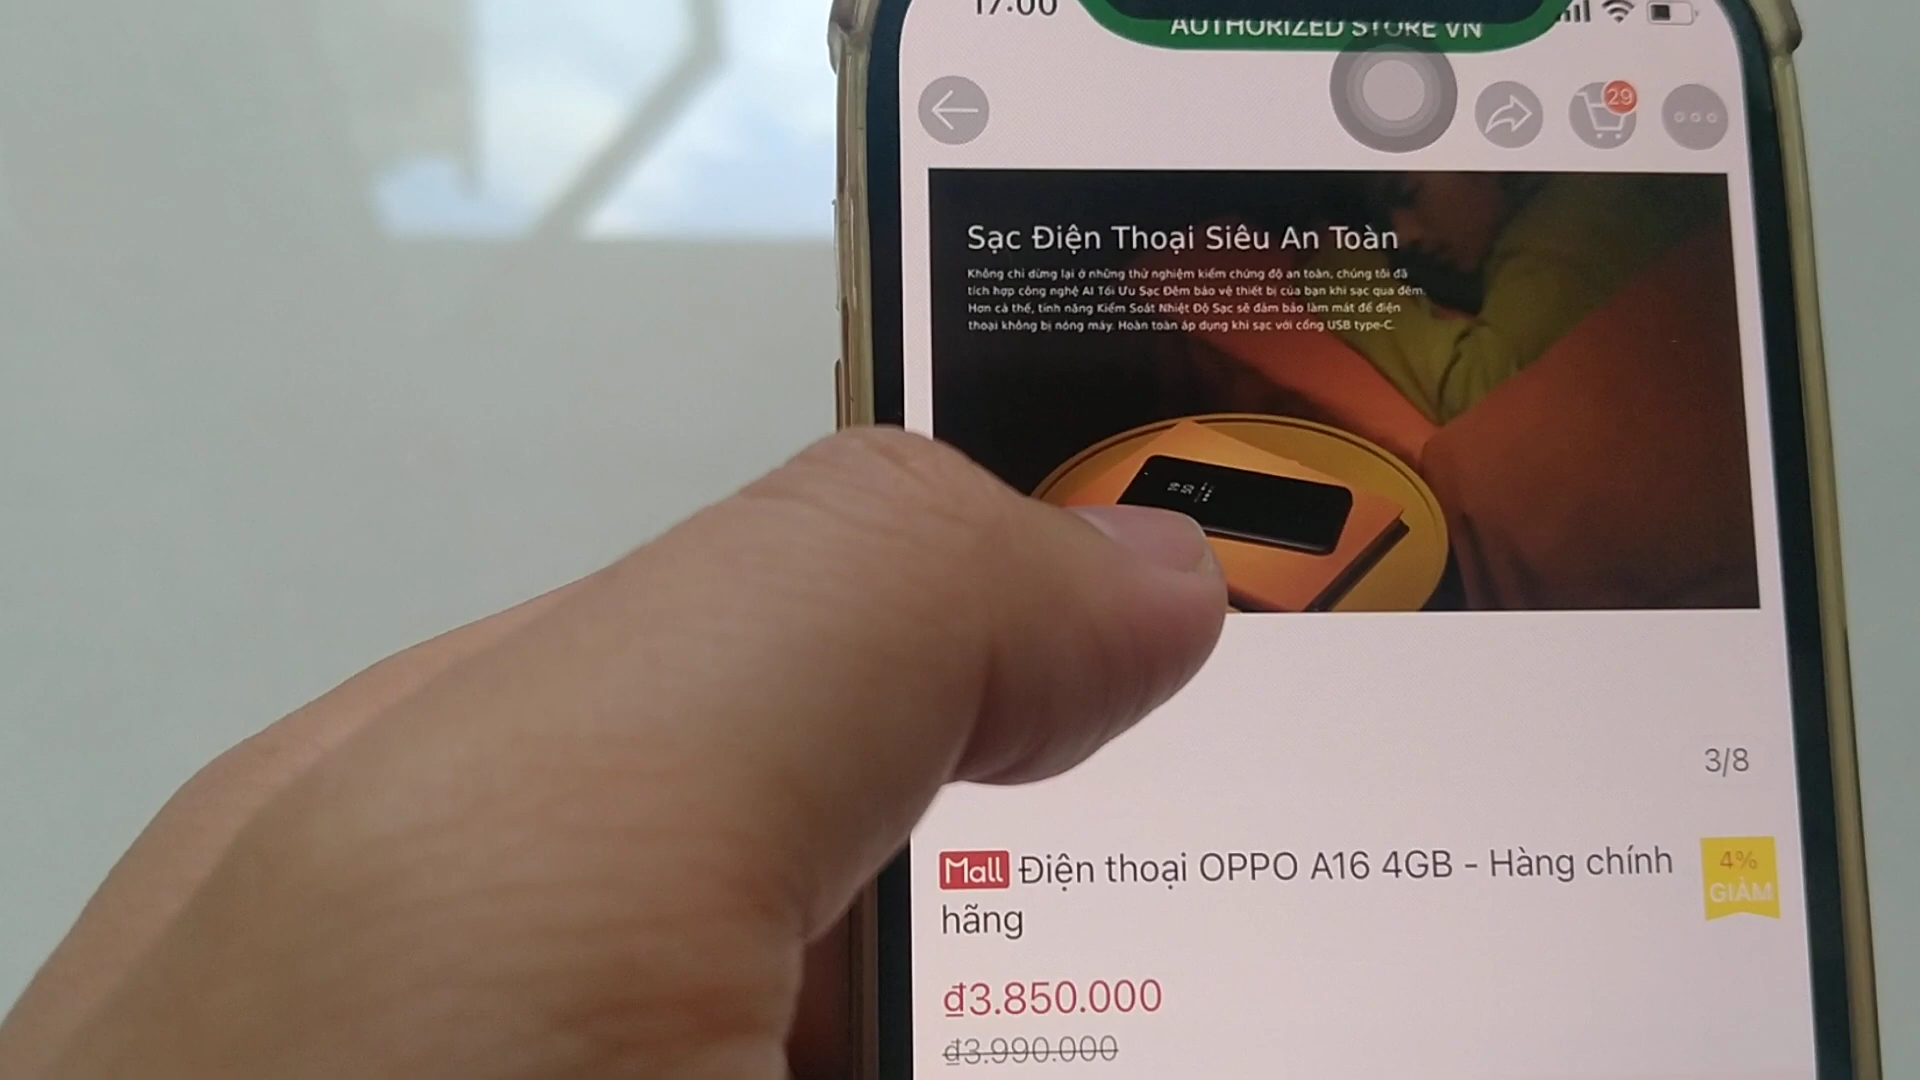 17:00
AUTHORIZED STORE VN
29
Sạc Điện Thoại Siêu An Toàn
Không chỉ dừng lại ở những thử nghiệm kiểm chứng độ an toàn, chúng tôi đã
tích hợp công nghệ AI Tối Ưu Sạc Đêm bảo vệ thiết bị của bạn khi sạc qua đêm.
Hơn cả thế, tính năng Kiểm Soát Nhiệt Độ Sạc sẽ đảm bảo làm mát để điện
thoại không bị nóng máy. Hoàn toàn áp dụng khi sạc với cổng USB type-C.
3/8
Mall Điện thoại OPPO A16 4GB - Hàng chính
hãng
4%
GIẢM
₫3.850.000
₫3.990.000